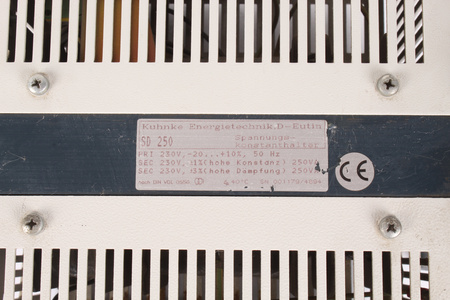 Kuhnke Energietechnik D-Eutin
SD 250 Spannungs-
Konstanthalter
PRI 230V, -20...+10%, 50 Hz
SEC 230V, ±1%(hohe Konstanz) 250VA
SEC 230V, ±3%(hohe Dämpfung) 250VA
CE